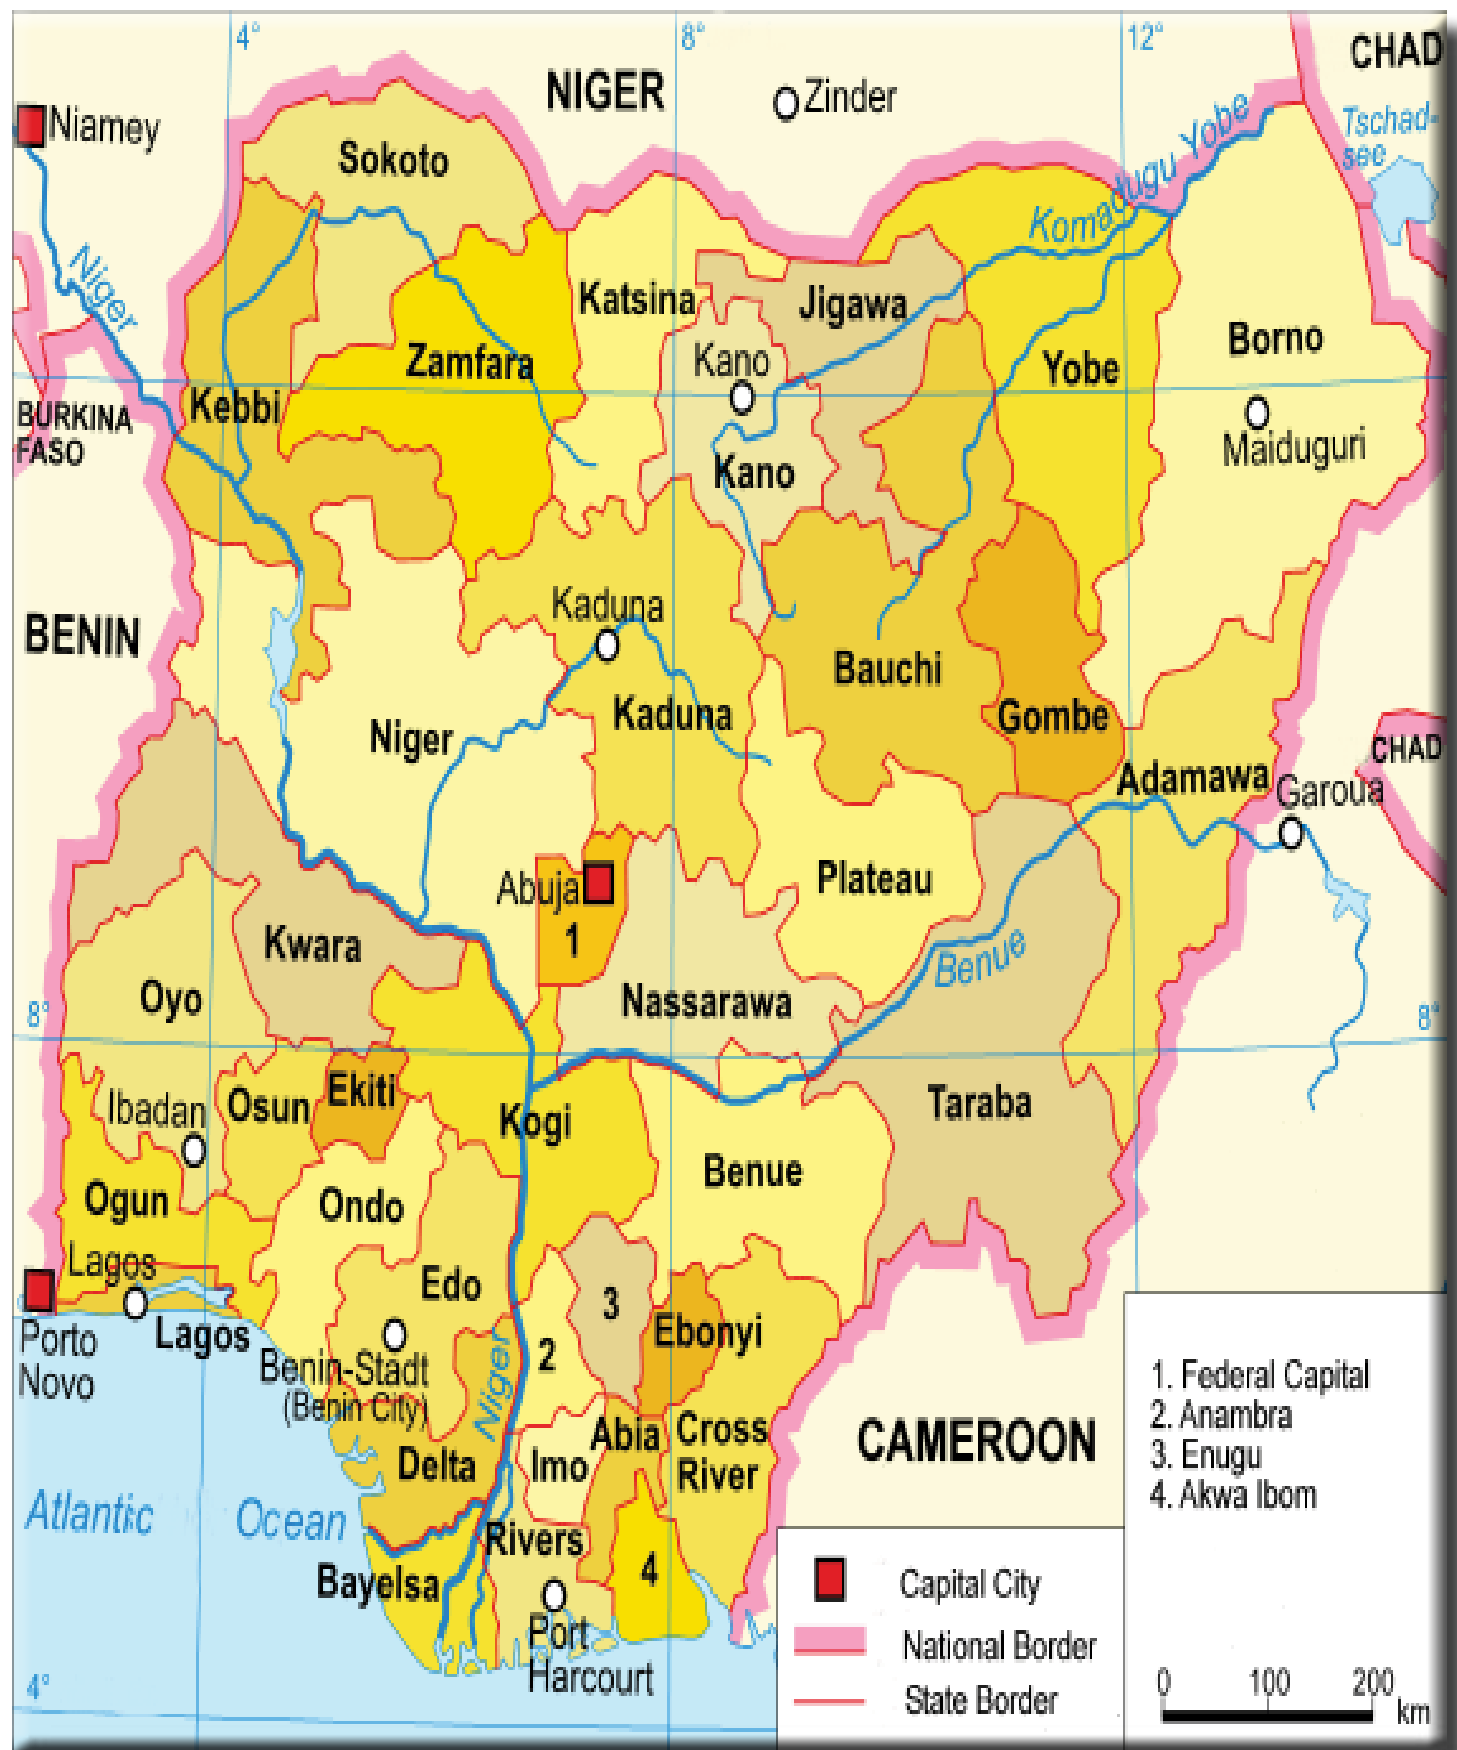 4°
8°
12°
CHAD
NIGER
Zinder
Niamey
Tschad-
see
Komadugu Yobe
Sokoto
Niger
Katsina
Jigawa
Borno
Zamfara
Kano
Yobe
Kebbi
BURKINA
FASO
Maiduguri
Kano
Kaduna
BENIN
Bauchi
Kaduna
Gombe
Niger
CHAD
Adamawa
Garoua
Abuja
Plateau
1
Kwara
Benue
Oyo
Nassarawa
8°
8°
Ekiti
Ibadan
Osun
Taraba
Kogi
Benue
Ogun
Ondo
Lagos
Edo
3
Ebonyi
Porto
Novo
Lagos
2
Benin-Stadt
(Benin City)
Niger
1. Federal Capital
2. Anambra
3. Enugu
4. Akwa Ibom
Abia
Cross
River
CAMEROON
Delta
Imo
Atlantic Ocean
Rivers
Bayelsa
4
Capital City
Port
Harcourt
National Border
State Border
4°
0 100 200
km